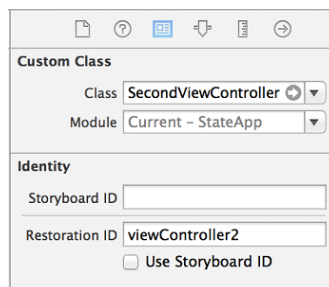 Custom Class
Class SecondViewController
Module Current – StateApp
Identity
Storyboard ID
Restoration ID viewController2
Use Storyboard ID